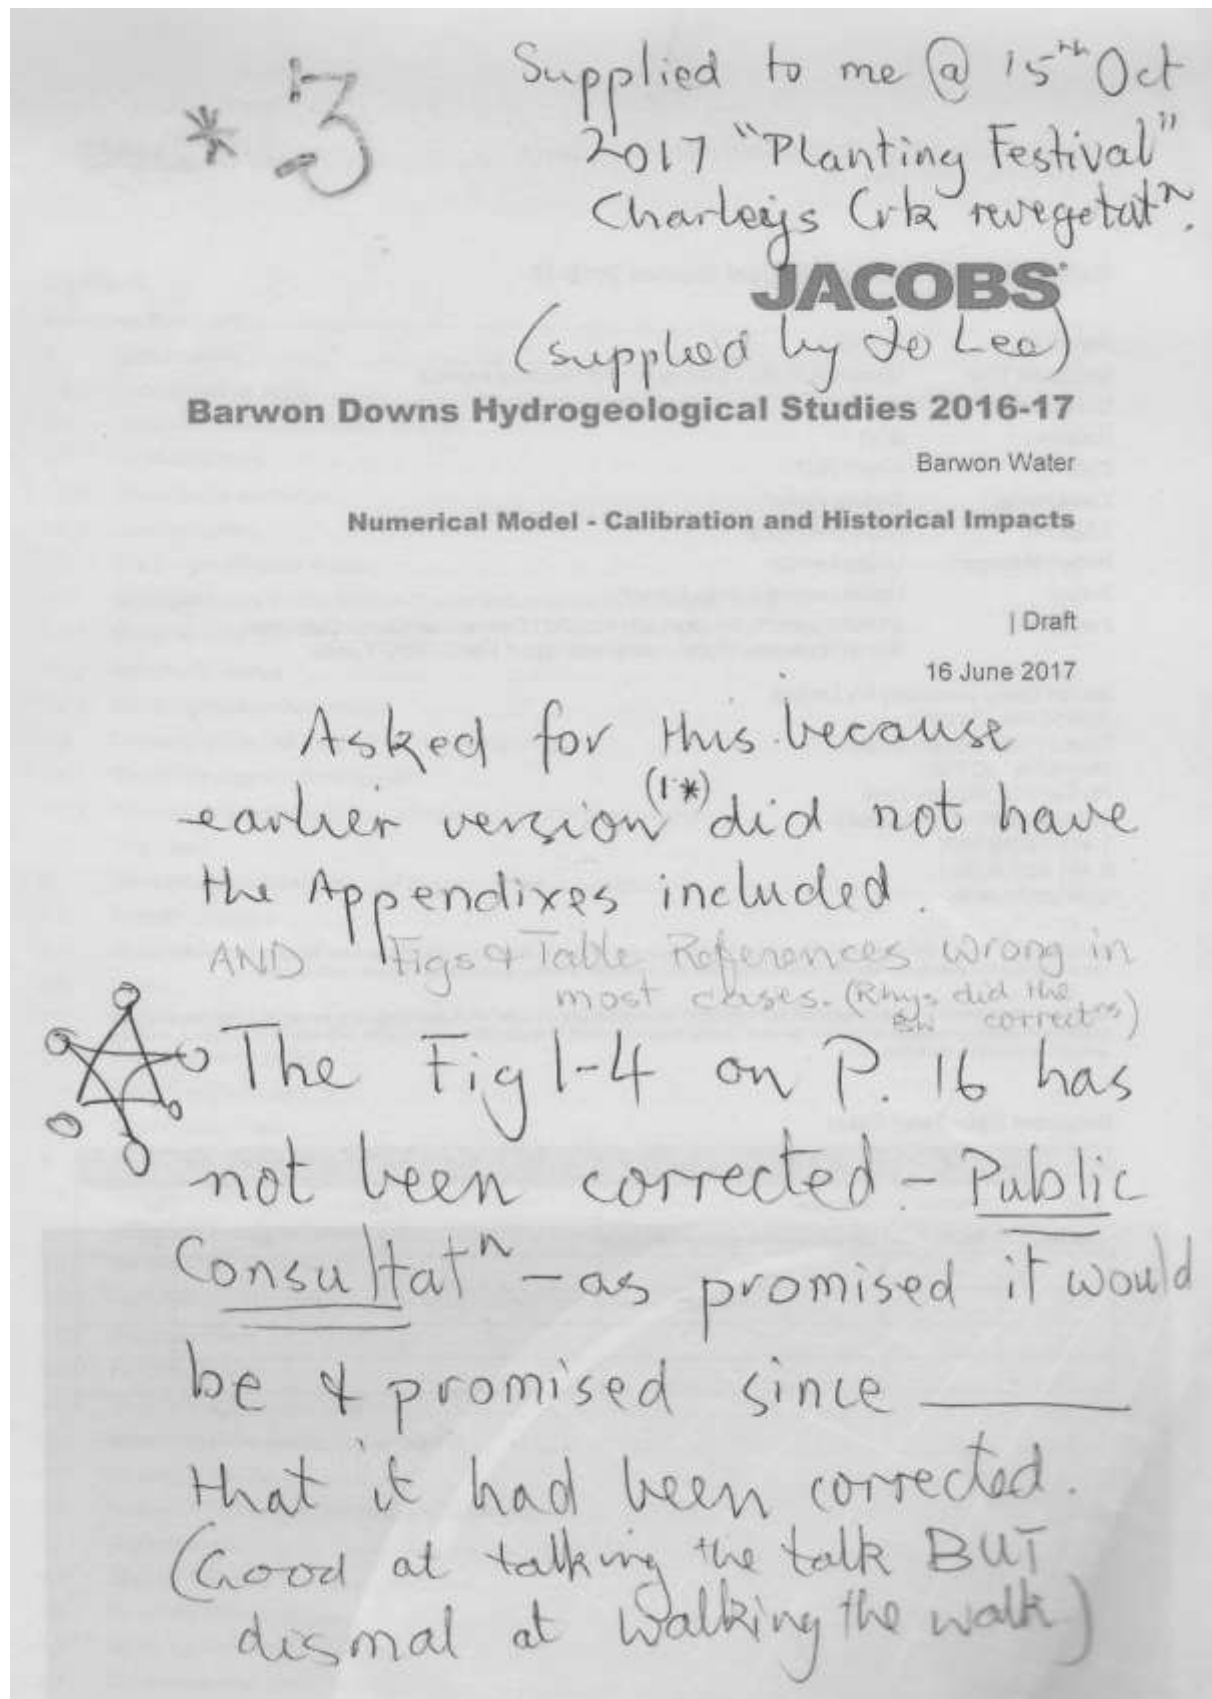 * 3
Supplied to me @ 15th Oct
2017 "Planting Festival"
Charleys Crk revegetatn.
JACOBS
(supplied by Jo Lee)
Barwon Downs Hydrogeological Studies 2016-17
Barwon Water
Numerical Model - Calibration and Historical Impacts
| Draft
16 June 2017
Asked for this because
earlier version (1*) did not have
the Appendixes included.
AND Figs & Table References wrong in
most cases. (Rhys did the
BW correctns)
The Fig 1-4 on P. 16 has
not been corrected - Public
Consultatn - as promised it would
be & promised since ______
that it had been corrected.
(Good at talking the talk BUT
dismal at walking the walk)